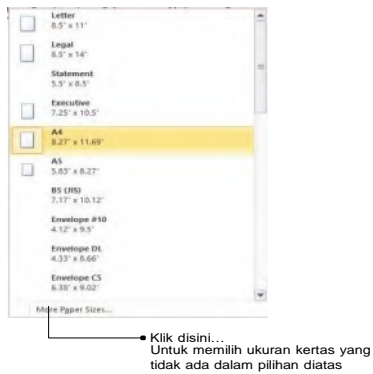 Letter
8.5" x 11"
Legal
8.5" x 14"
Statement
5.5" x 8.5"
Executive
7.25" x 10.5"
A4
8.27" x 11.69"
A5
5.83" x 8.27"
B5 (JIS)
7.17" x 10.12"
Envelope #10
4.12" x 9.5"
Envelope DL
4.33" x 8.66"
Envelope C5
6.38" x 9.02"
More Paper Sizes...
Klik disini...
Untuk memilih ukuran kertas yang
tidak ada dalam pilihan diatas